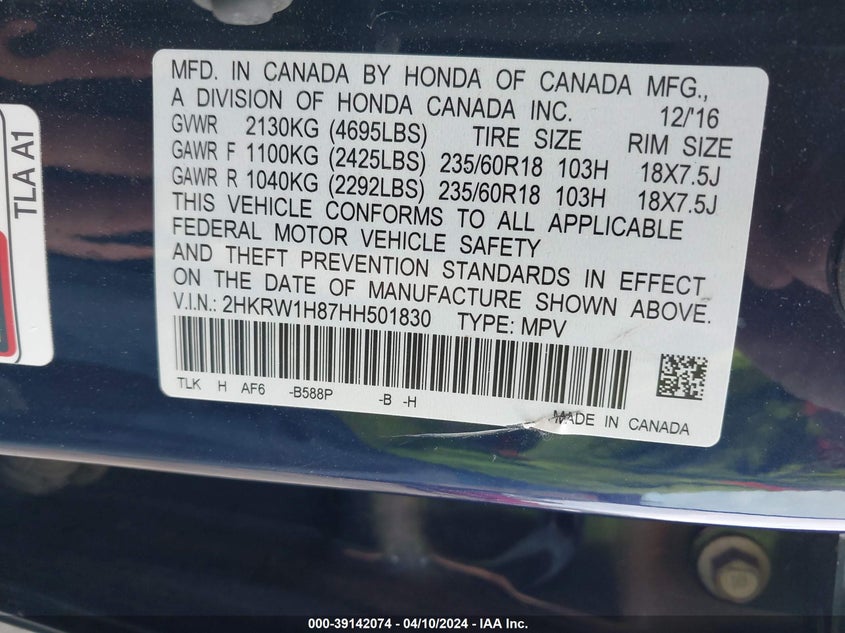 MFD. IN CANADA BY HONDA OF CANADA MFG.,
A DIVISION OF HONDA CANADA INC. 12/'16
GVWR 2130KG (4695LBS) TIRE SIZE RIM SIZE
GAWR F 1100KG (2425LBS) 235/60R18 103H 18X7.5J
GAWR R 1040KG (2292LBS) 235/60R18 103H 18X7.5J
THIS VEHICLE CONFORMS TO ALL APPLICABLE
FEDERAL MOTOR VEHICLE SAFETY
AND THEFT PREVENTION STANDARDS IN EFFECT
ON THE DATE OF MANUFACTURE SHOWN ABOVE.
V.I.N.: 2HKRW1H87HH501830 TYPE: MPV
TLK H AF6 -B588P -B -H
MADE IN CANADA
TLA A1
000-39142074 - 04/10/2024 - IAA Inc.